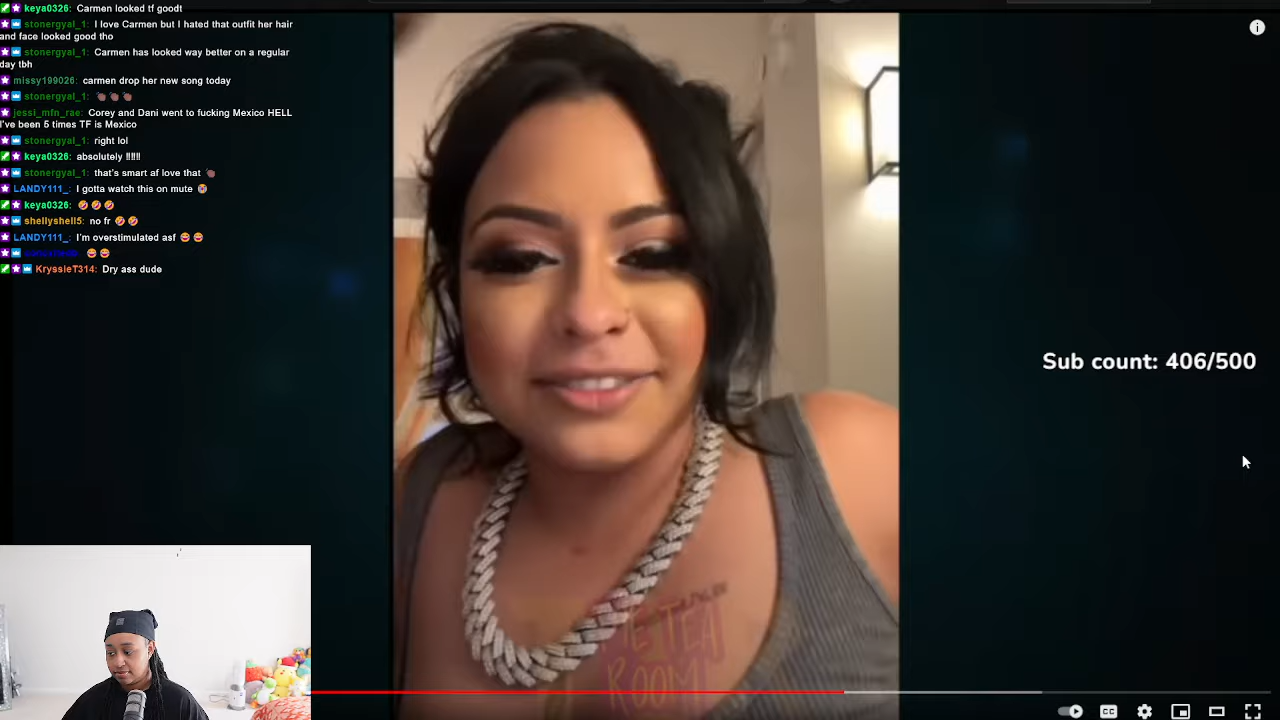 keya0326: Carmen looked tf goodt
stonergyal_1: I love Carmen but I hated that outfit her hair
and face looked good tho
stonergyal_1: Carmen has looked way better on a regular
day tbh
missy199026: carmen drop her new song today
stonergyal_1: 👏🏿👏🏿👏🏿
jessi_mfn_rae: Corey and Dani went to fucking Mexico HELL
I've been 5 times TF is Mexico
stonergyal_1: right lol
keya0326: absolutely !!!!!!
stonergyal_1: that's smart af love that 👏🏿
LANDY111_: I gotta watch this on mute 😭
keya0326: 🤣🤣🤣
shellyshell5: no fr 🤣🤣
LANDY111_: I'm overstimulated asf 😂😂
KryssieT314: Dry ass dude
Sub count: 406/500
TEA
ROOM
CC